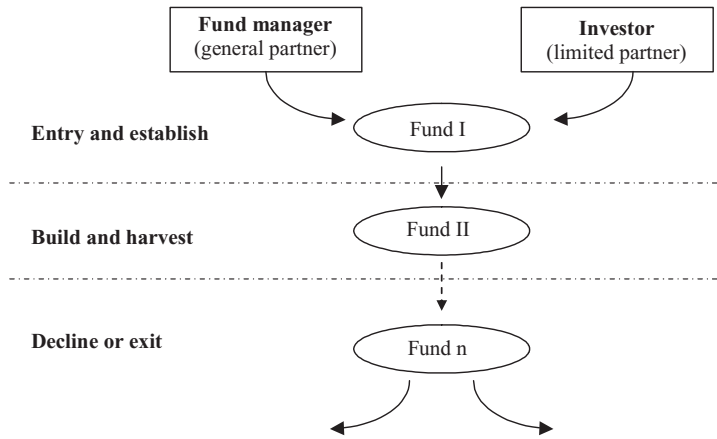 Fund manager
(general partner)
Investor
(limited partner)
Entry and establish
Fund I
Build and harvest
Fund II
Decline or exit
Fund n